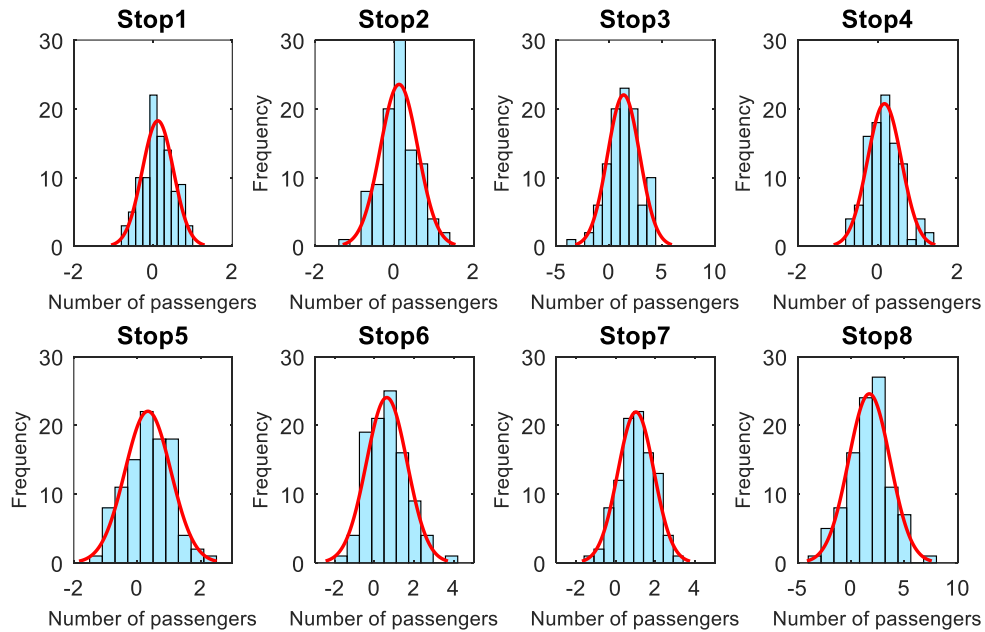 Stop1 Stop2 Stop3 Stop4
30 30 30 30
20 20 20 20
10 10 10 10
0 0 0 0
Frequency Frequency Frequency Frequency
-2 0 2 -2 0 2 -5 0 5 10 -2 0 2
Number of passengers Number of passengers Number of passengers Number of passengers
Stop5 Stop6 Stop7 Stop8
30 30 30 30
20 20 20 20
10 10 10 10
0 0 0 0
Frequency Frequency Frequency Frequency
0 2 -2 0 2 4 -2 0 2 4 -5 0 5 10
Number of passengers Number of passengers Number of passengers Number of passengers